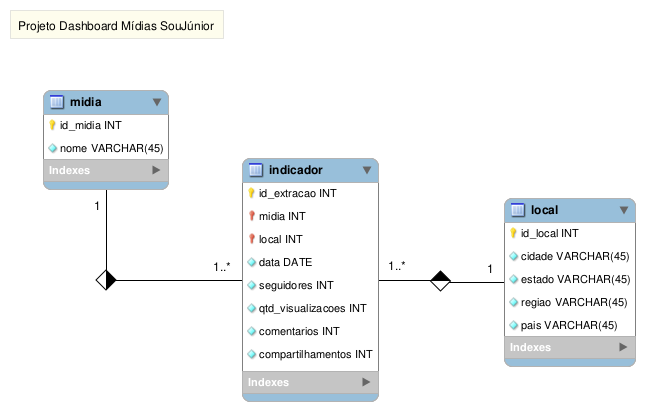 Projeto Dashboard Mídias SouJúnior
midia
id_midia INT
nome VARCHAR(45)
Indexes
1
1..*
indicador
id_extracao INT
midia INT
local INT
data DATE
seguidores INT
qtd_visualizacoes INT
comentarios INT
compartilhamentos INT
Indexes
1..*
1
local
id_local INT
cidade VARCHAR(45)
estado VARCHAR(45)
regiao VARCHAR(45)
pais VARCHAR(45)
Indexes